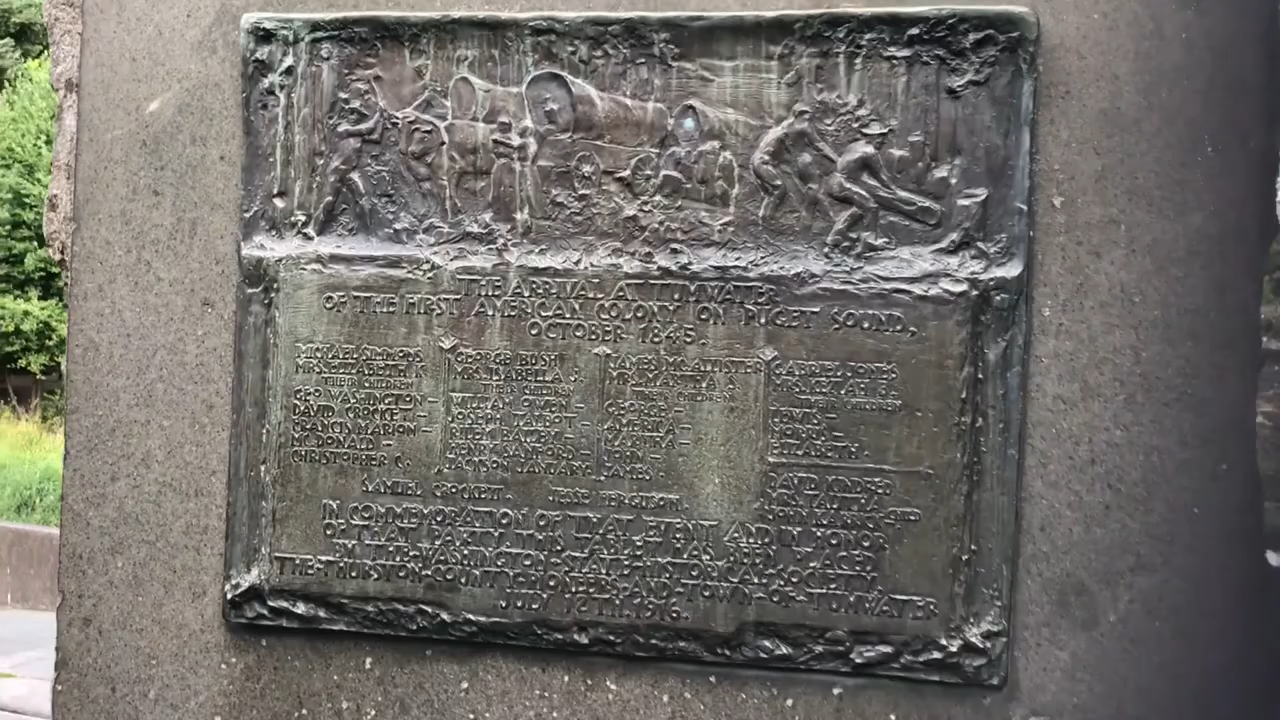 THE ARRIVAL AT TUMWATER
OF THE FIRST AMERICAN COLONY ON PUGET SOUND,
OCTOBER 1845.
MICHAEL SIMMONS
MRS. ELIZABETH K.
THEIR CHILDREN
GEO WASHINGTON -
DAVID CROCKET -
FRANCIS MARION -
MCDONALD -
CHRISTOPHER C.
GEORGE BUSH
MRS. ISABELLA J.
THEIR CHILDREN
WILLIAM OWEN -
JOSEPH TALBOT -
RILEY BAILEY -
HENRY SANFORD -
JACKSON JANUARY.
JAMES MCALLISTER
MRS. MARTHA A.
THEIR CHILDREN
GEORGE -
AMERICA -
MARTHA -
JOHN -
JAMES.
GABRIEL JONES
MRS.
THEIR CHILDREN
LEWIS -
MORRIS -
ELIZABETH.
DAVID KINDRED
MRS. TALITHA
JOHN KARRICK CHILD
SAMUEL CROCKETT. JESSE FERGUSON.
IN COMMEMORATION OF THAT EVENT AND IN HONOR
OF THAT PARTY THIS TABLET HAS BEEN PLACED
BY THE-WASHINGTON-STATE-HISTORICAL-SOCIETY
THE-THURSTON-COUNTY-PIONEERS-AND-TOWN-OF-TUMWATER
JULY 12TH. 1916.